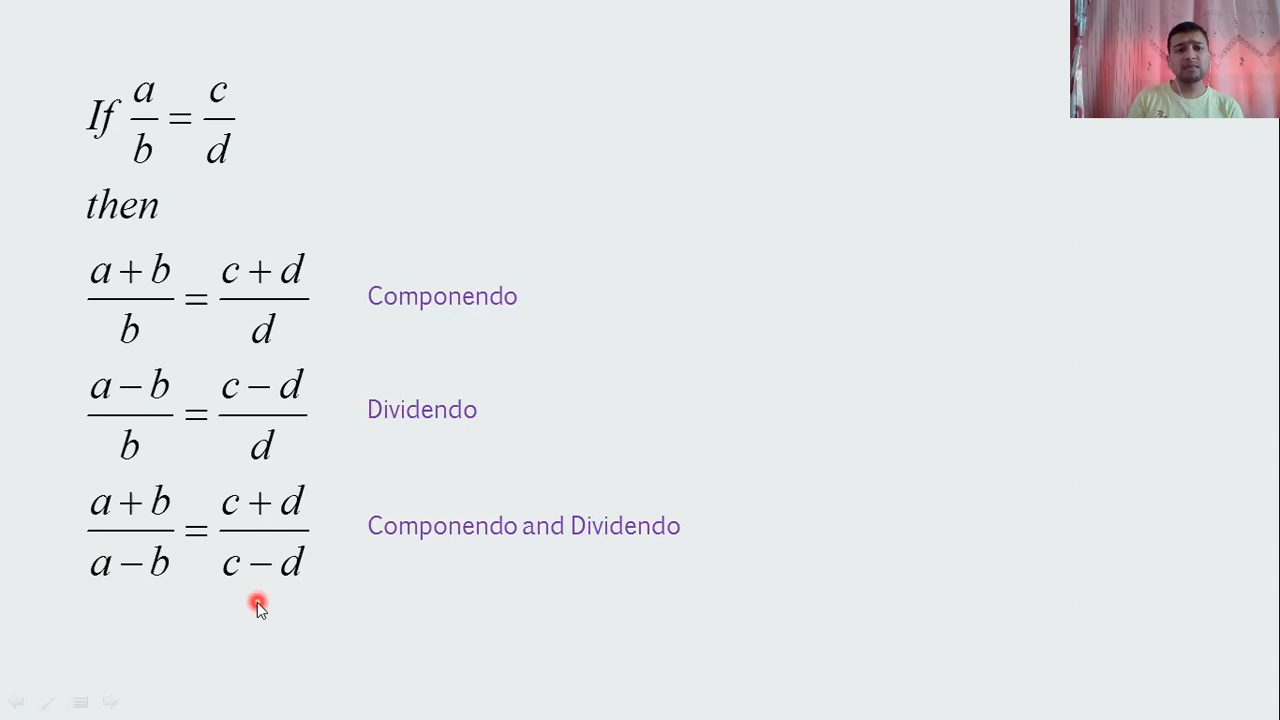 If a/b = c/d
then
(a+b)/b = (c+d)/d Componendo
(a−b)/b = (c−d)/d Dividendo
(a+b)/(a−b) = (c+d)/(c−d) Componendo and Dividendo